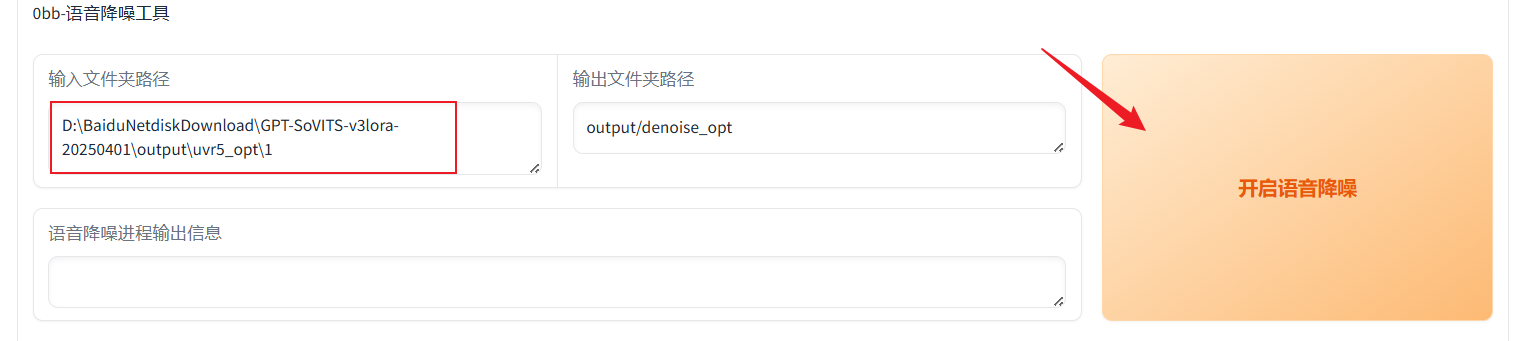 0bb-语音降噪工具
输入文件夹路径
D:\BaiduNetdiskDownload\GPT-SoVITS-v3lora-
20250401\output\uvr5_opt\1
输出文件夹路径
output/denoise_opt
开启语音降噪
语音降噪进程输出信息